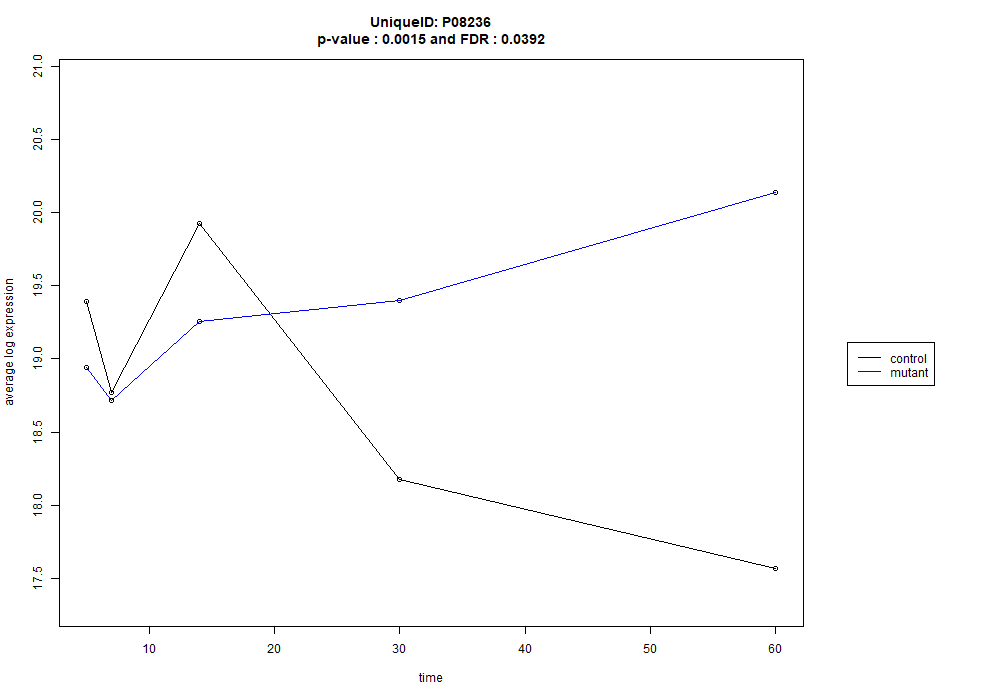 UniqueID: P08236
p-value : 0.0015 and FDR : 0.0392
21.0
20.5
20.0
19.5
19.0
18.5
18.0
17.5
average log expression
10 20 30 40 50 60
time
control
mutant